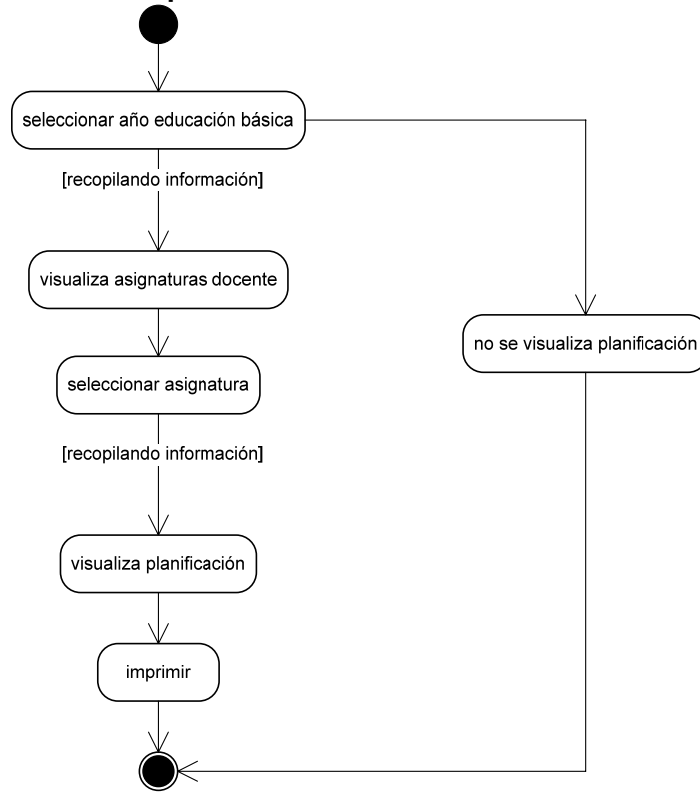 seleccionar año educación básica
[recopilando información]
visualiza asignaturas docente
no se visualiza planificación
seleccionar asignatura
[recopilando información]
visualiza planificación
imprimir